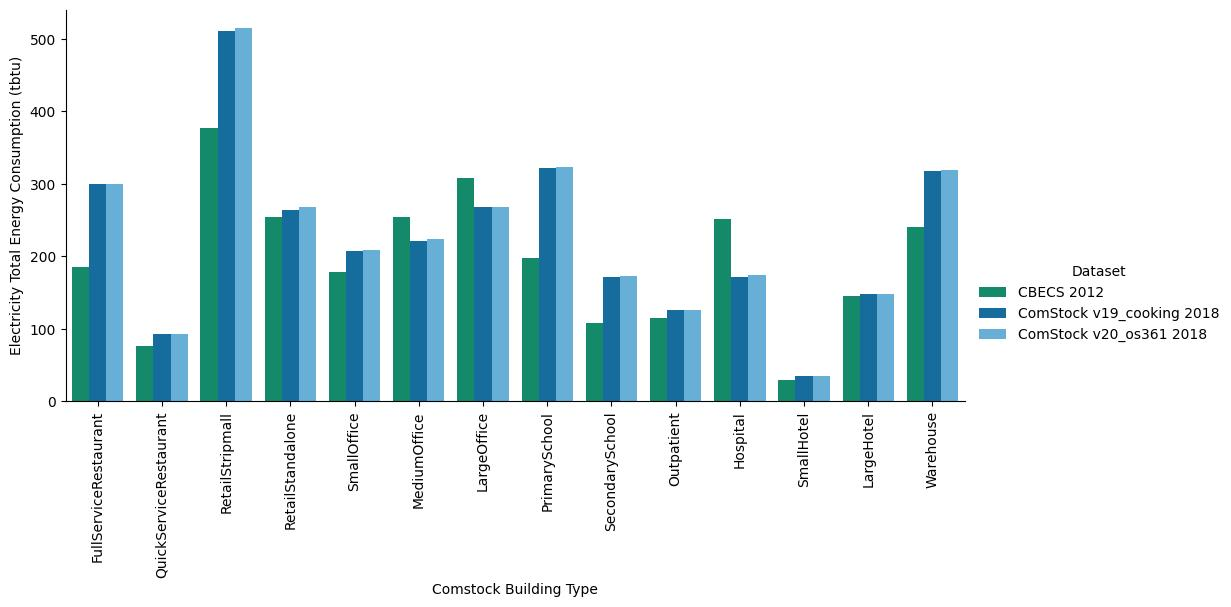 Electricity Total Energy Consumption (tbtu)
500
400
300
200
100
0
FullServiceRestaurant
QuickServiceRestaurant
RetailStripmall
RetailStandalone
SmallOffice
MediumOffice
LargeOffice
PrimarySchool
SecondarySchool
Outpatient
Hospital
SmallHotel
LargeHotel
Warehouse
Comstock Building Type
Dataset
CBECS 2012
ComStock v19_cooking 2018
ComStock v20_os361 2018